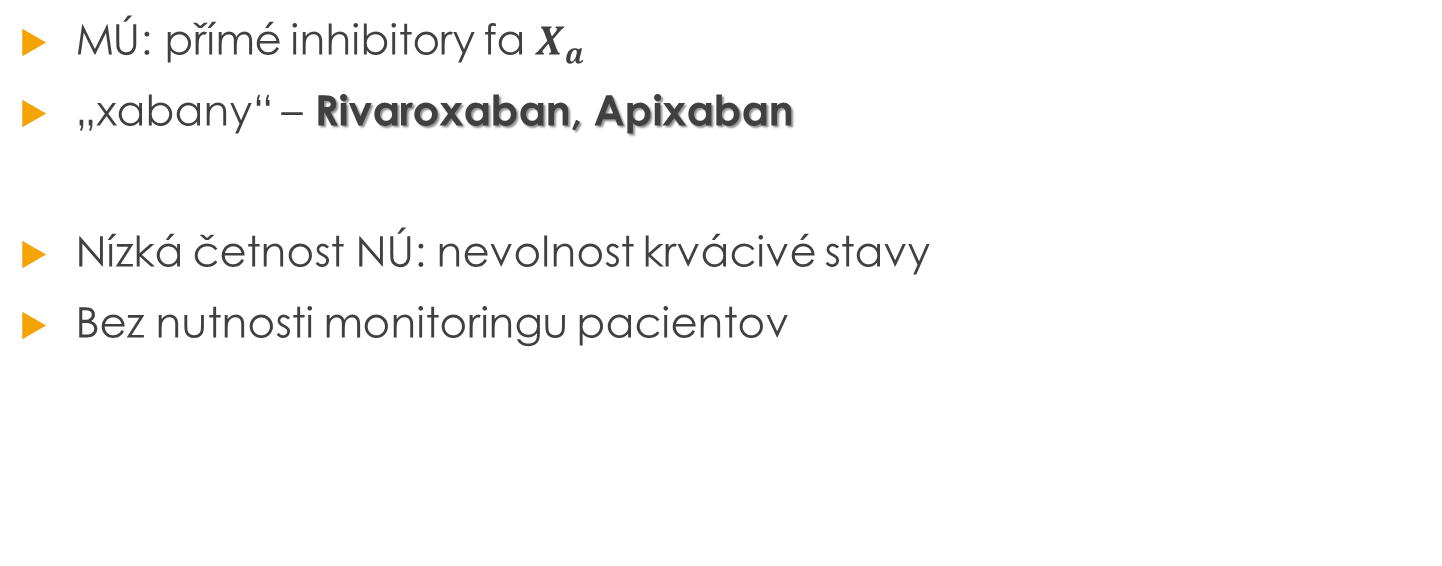 MÚ: přímé inhibitory fa Xₐ
„xabany“ – Rivaroxaban, Apixaban
Nízká četnost NÚ: nevolnost krvácivé stavy
Bez nutnosti monitoringu pacientov